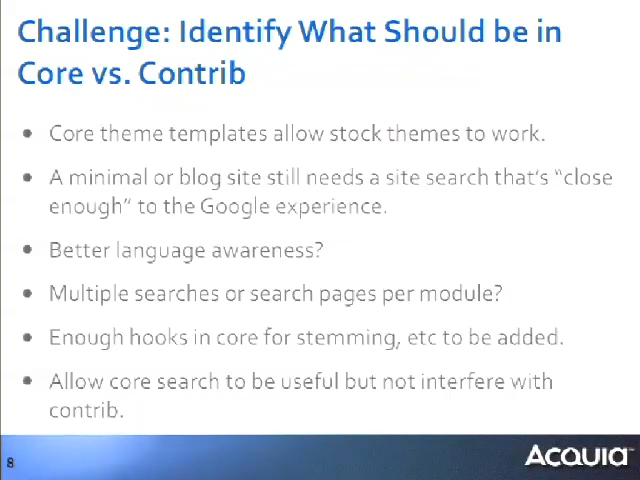 Challenge: Identify What Should be in
Core vs. Contrib
• Core theme templates allow stock themes to work.
• A minimal or blog site still needs a site search that's "close
enough" to the Google experience.
• Better language awareness?
• Multiple searches or search pages per module?
• Enough hooks in core for stemming, etc to be added.
• Allow core search to be useful but not interfere with
contrib.
8
Acquia